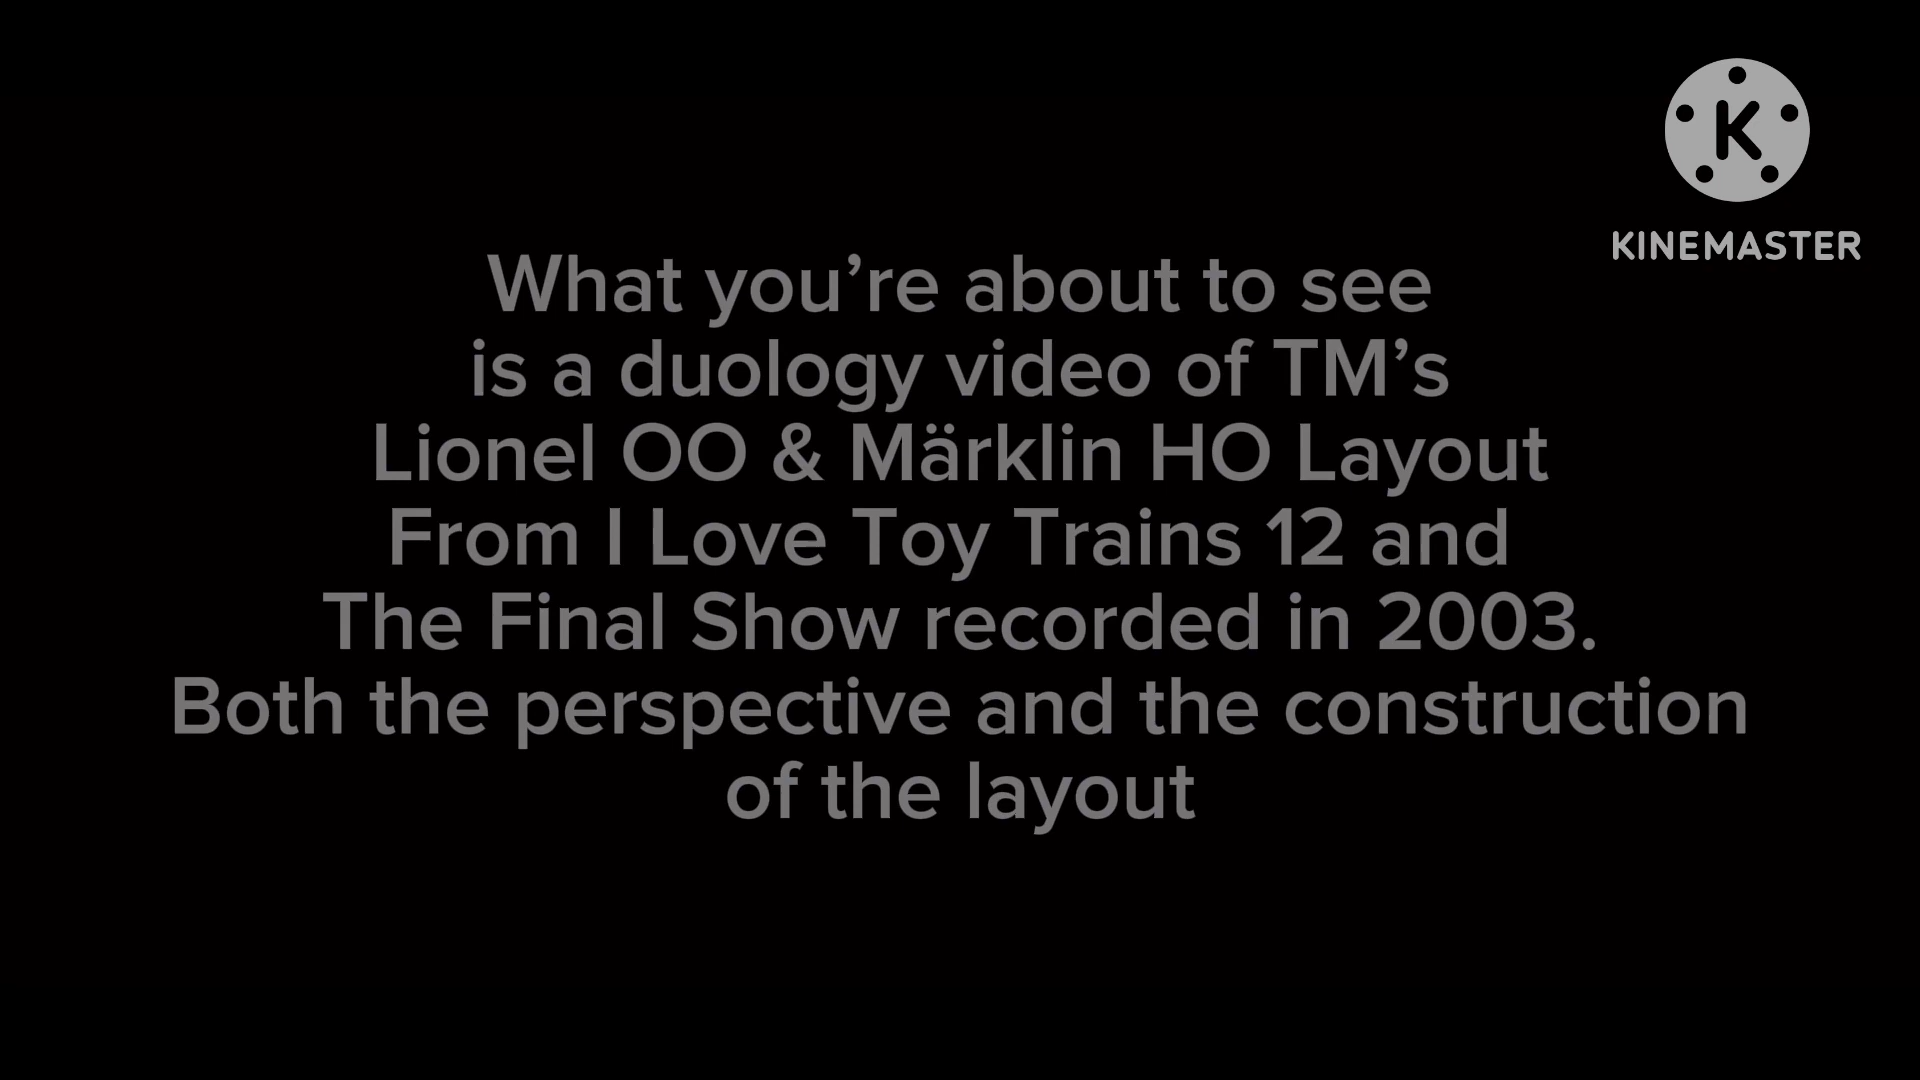 K
KINEMASTER
What you’re about to see
is a duology video of TM’s
Lionel OO & Märklin HO Layout
From I Love Toy Trains 12 and
The Final Show recorded in 2003.
Both the perspective and the construction
of the layout